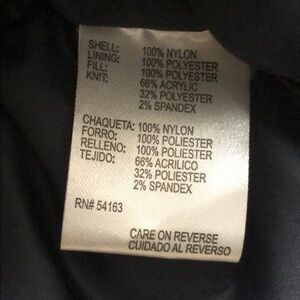 SHELL: 100% NYLON
LINING: 100% POLYESTER
FILL: 100% POLYESTER
KNIT: 66% ACRYLIC
32% POLYESTER
2% SPANDEX
CHAQUETA: 100% NYLON
FORRO: 100% POLIESTER
RELLENO: 100% POLIESTER
TEJIDO: 66% ACRILICO
32% POLIESTER
2% SPANDEX
RN# 54163
CARE ON REVERSE
CUIDADO AL REVERSO